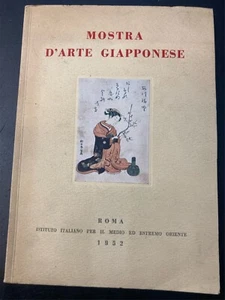 MOSTRA
D'ARTE GIAPPONESE
ROMA
ISTITUTO ITALIANO PER IL MEDIO ED ESTREMO ORIENTE
1952